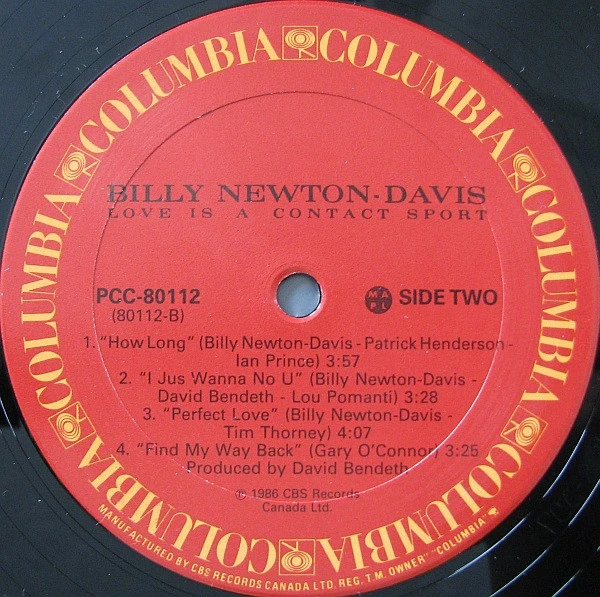 COLUMBIA COLUMBIA COLUMBIA COLUMBIA COLUMBIA COLUMBIA COLUMBIA COLUMBIA
BILLY NEWTON-DAVIS
LOVE IS A CONTACT SPORT
PCC-80112
(80112-B)
MAPL SIDE TWO
1. "How Long" (Billy Newton-Davis - Patrick Henderson -
Ian Prince) 3:57
2. "I Jus Wanna No U" (Billy Newton-Davis -
David Bendeth - Lou Pomanti) 3:28
3. "Perfect Love" (Billy Newton-Davis -
Tim Thorney) 4:07
4. "Find My Way Back" (Gary O'Connor) 3:25
Produced by David Bendeth
℗ 1986 CBS Records
Canada Ltd.
MANUFACTURED BY CBS RECORDS CANADA LTD. REG. T.M. OWNER "COLUMBIA"